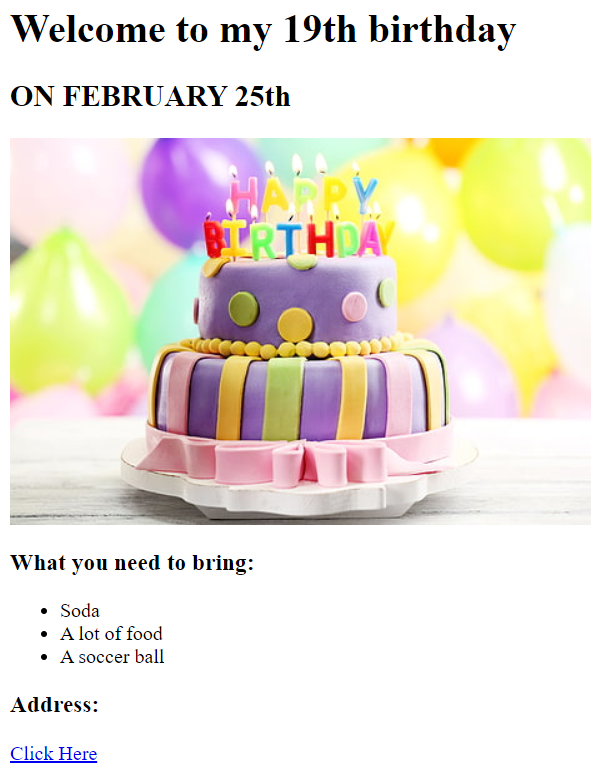 Welcome to my 19th birthday
ON FEBRUARY 25th
HAPPY
BIRTHDAY
What you need to bring:
Soda
A lot of food
A soccer ball
Address:
Click Here